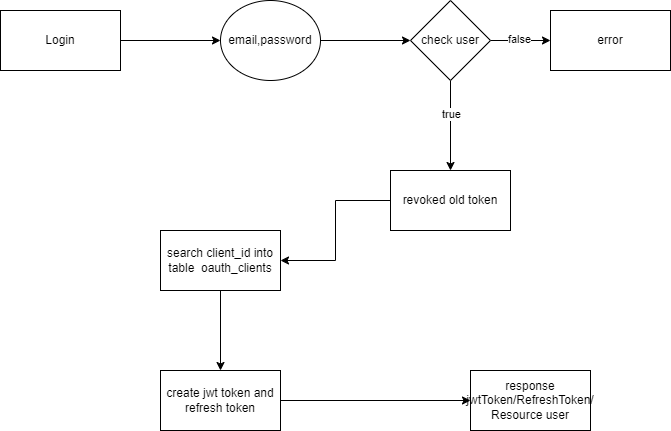 Login
email,password
check user
false
error
true
revoked old token
search client_id into
table oauth_clients
create jwt token and
refresh token
response
jwtToken/RefreshToken/
Resource user